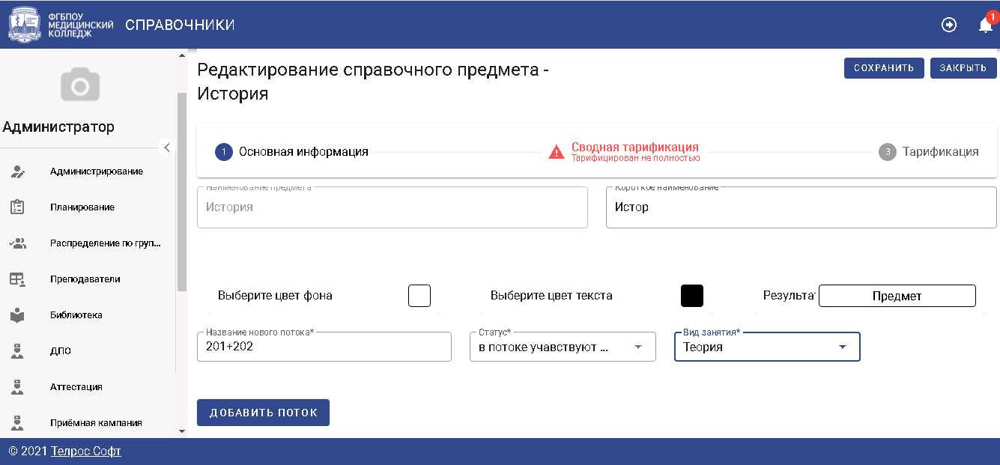 ФГБПОУ
МЕДИЦИНСКИЙ
КОЛЛЕДЖ
СПРАВОЧНИКИ
1
Администратор
Администрирование
Планирование
Распределение по груп...
Преподаватели
Библиотека
ДПО
Аттестация
Приёмная кампания
Редактирование справочного предмета -
История
СОХРАНИТЬ
ЗАКРЫТЬ
1 Основная информация
Сводная тарификация
Тарифицирован не полностью
3 Тарификация
Наименование предмета
История
Короткое наименование
Истор
Выберите цвет фона
Выберите цвет текста
Результат
Предмет
Название нового потока*
201+202
Статус*
в потоке учавствуют ...
Вид занятия*
Теория
ДОБАВИТЬ ПОТОК
© 2021 Телрос Софт